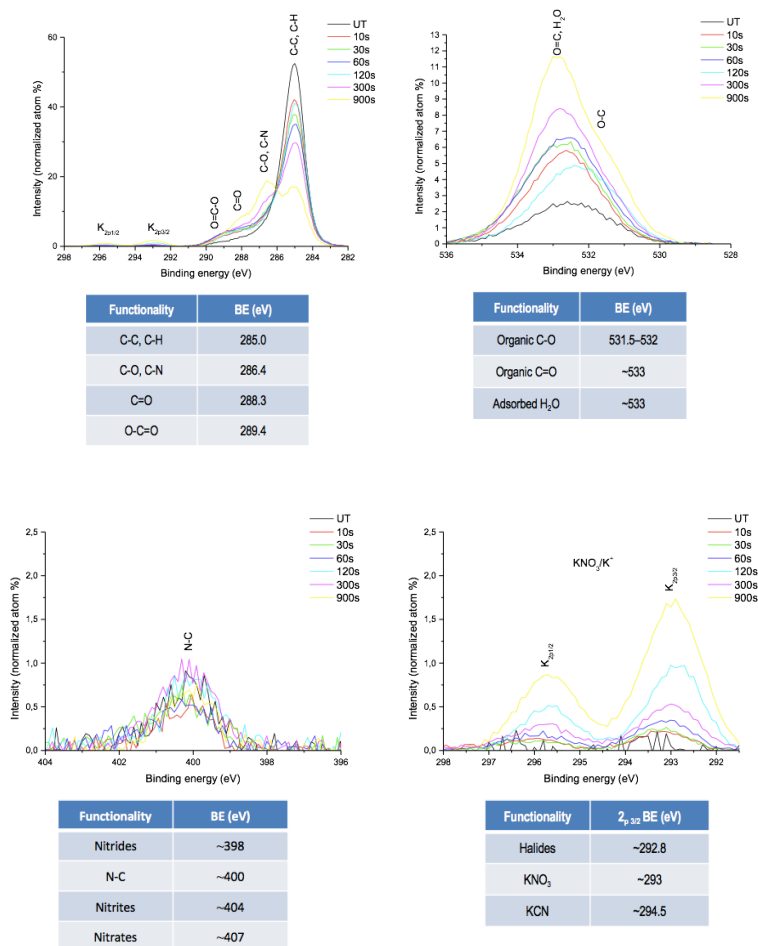 UT
10s
30s
60s
120s
300s
900s
C-C, C-H
C-O, C-N
C=O
O=C-O
K2p1/2
K2p3/2
Intensity (normalized atom %)
60
40
20
0
298 296 294 292 290 288 286 284 282
Binding energy (eV)
Functionality BE (eV)
C-C, C-H 285.0
C-O, C-N 286.4
C=O 288.3
O-C=O 289.4
UT
10s
30s
60s
120s
300s
900s
O=C, H2O
O-C
Intensity (normalized atom %)
13
12
11
10
9
8
7
6
5
4
3
2
1
0
536 534 532 530 528
Binding energy (eV)
Functionality BE (eV)
Organic C-O 531.5–532
Organic C=O ~533
Adsorbed H2O ~533
UT
10s
30s
60s
120s
300s
900s
N-C
Intensity (normalized atom %)
2,5
2,0
1,5
1,0
0,5
0,0
404 402 400 398 396
Binding energy (eV)
Functionality BE (eV)
Nitrides ~398
N-C ~400
Nitrites ~404
Nitrates ~407
UT
10s
30s
60s
120s
300s
900s
KNO3/K+
K2p1/2
K2p3/2
Intensity (normalized atom %)
2,5
2,0
1,5
1,0
0,5
0,0
298 297 296 295 294 293 292
Binding energy (eV)
Functionality 2p 3/2 BE (eV)
Halides ~292.8
KNO3 ~293
KCN ~294.5